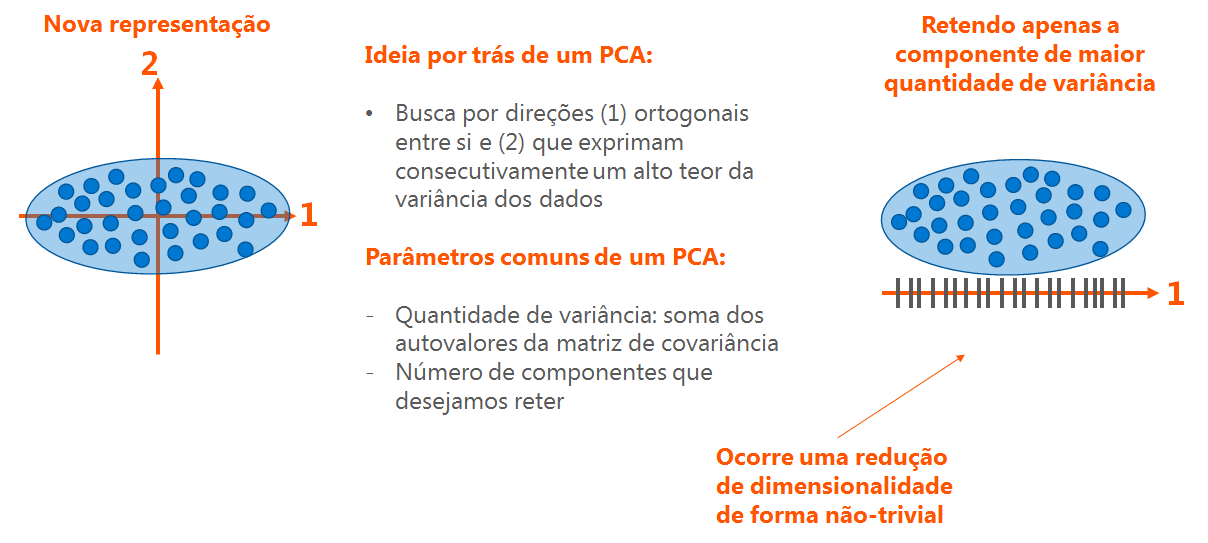 Nova representação
2
1
Ideia por trás de um PCA:
• Busca por direções (1) ortogonais
entre si e (2) que exprimam
consecutivamente um alto teor da
variância dos dados
Parâmetros comuns de um PCA:
- Quantidade de variância: soma dos
autovalores da matriz de covariância
- Número de componentes que
desejamos reter
Retendo apenas a
componente de maior
quantidade de variância
1
Ocorre uma redução
de dimensionalidade
de forma não-trivial